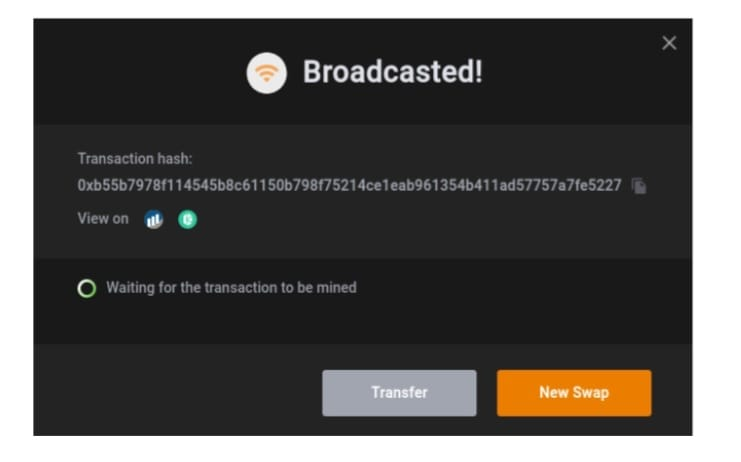 Broadcasted!
Transaction hash:
0xb55b7978f114545b8c61150b798f75214ce1eab961354b411ad57757a7fe5227
View on
Waiting for the transaction to be mined
Transfer
New Swap